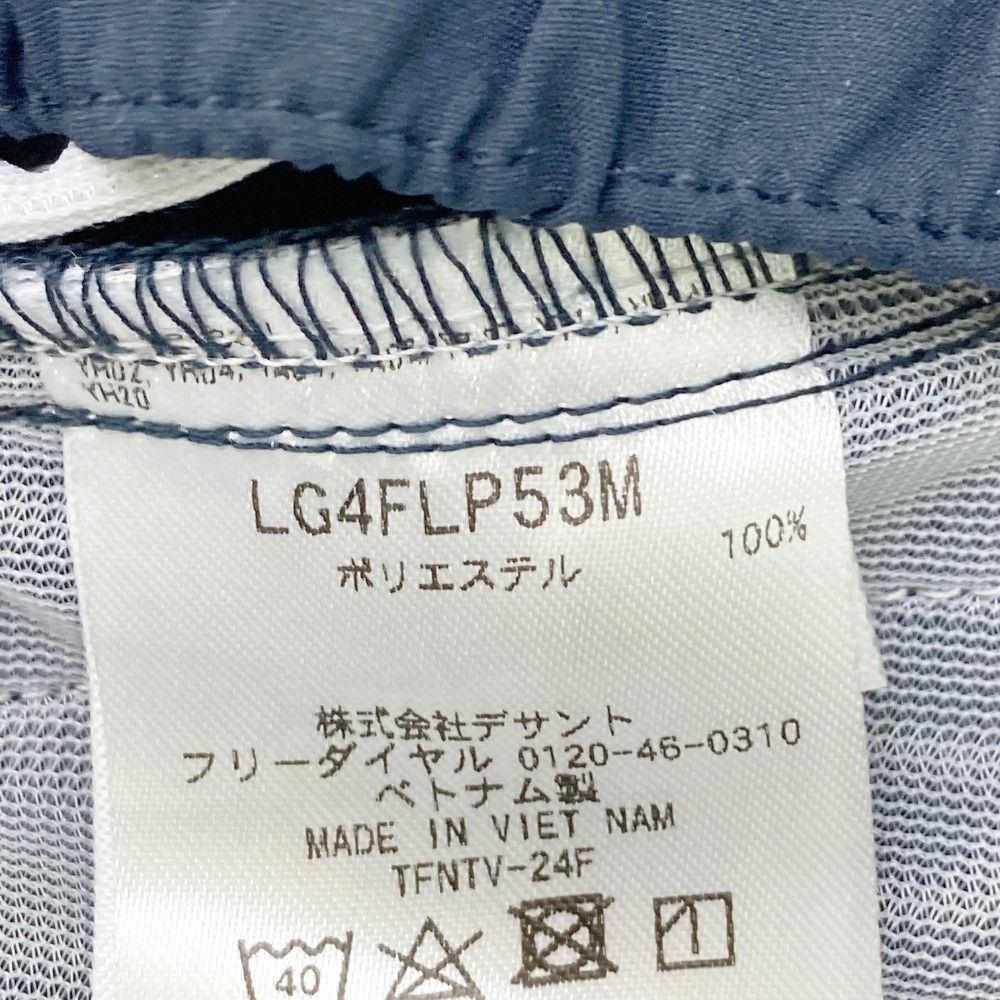 YH20
LG4FLP53M
ポリエステル 100%
株式会社デサント
フリーダイヤル 0120-46-0310
ベトナム製
MADE IN VIET NAM
TFNTV-24F
40